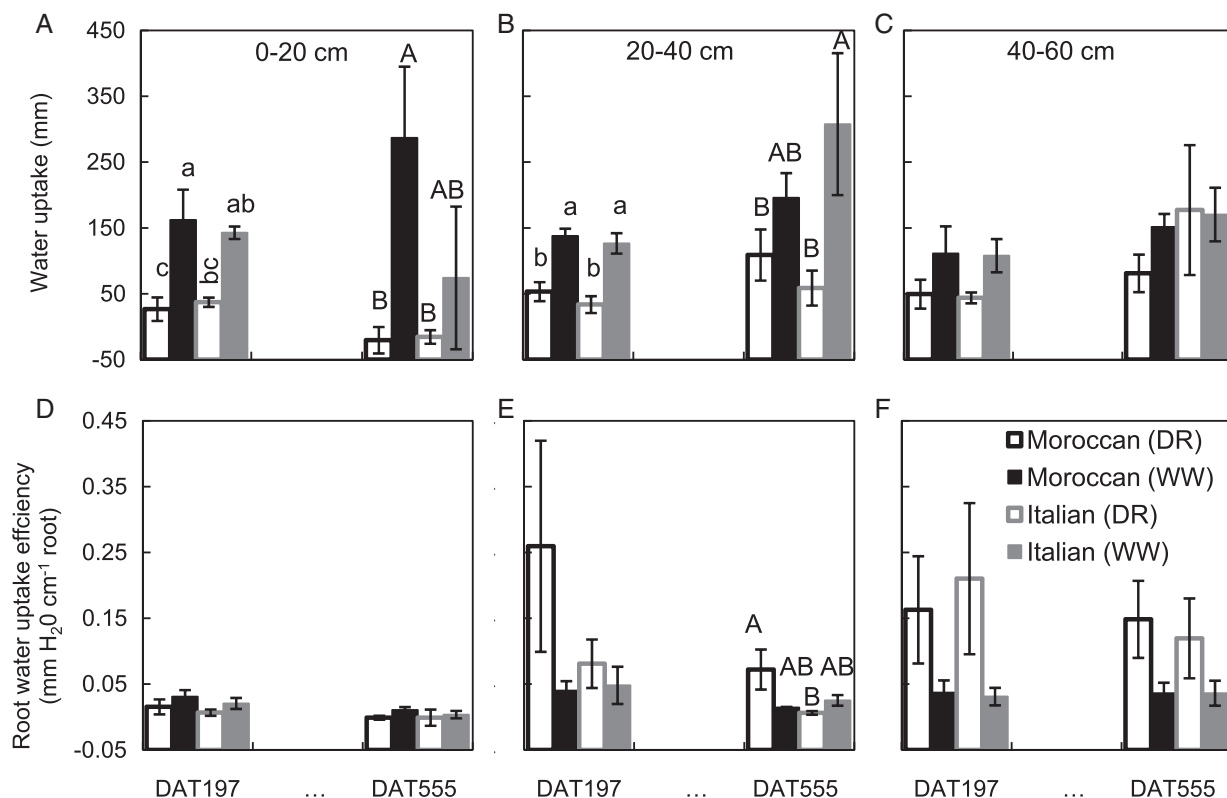 A
B
C
450
350
250
150
50
-50
Water uptake (mm)
0-20 cm
20-40 cm
40-60 cm
c
a
bc
ab
B
A
B
AB
b
a
b
a
B
AB
B
A
D
E
F
0.45
0.35
0.25
0.15
0.05
-0.05
Root water uptake effciency
(mm H₂0 cm⁻¹ root)
A
AB
B
AB
Moroccan (DR)
Moroccan (WW)
Italian (DR)
Italian (WW)
DAT197 ... DAT555
DAT197 ... DAT555
DAT197 ... DAT555